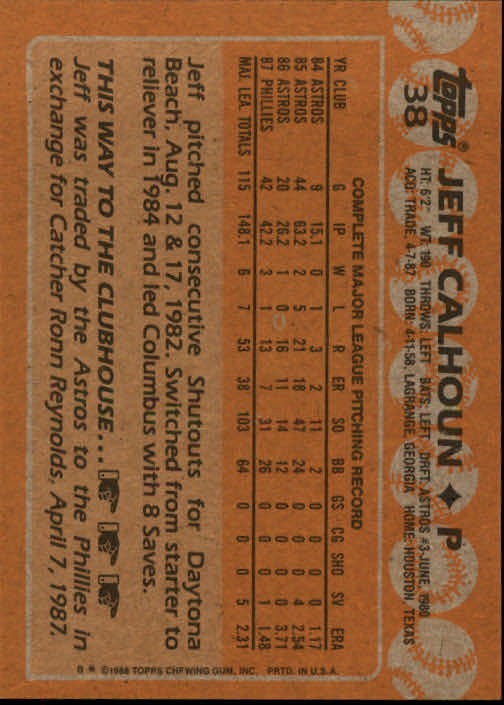 topps®
38
JEFF CALHOUN ♦ P
HT: 6'2" WT: 190 THROWS: LEFT BATS: LEFT DRFT: ASTROS #3-JUNE, 1980
ACQ: TRADE, 4-7-87 BORN: 4-11-58, LAGRANGE, GEORGIA HOME: HOUSTON, TEXAS
COMPLETE MAJOR LEAGUE PITCHING RECORD
YR CLUB G IP W L R ER SO BB GS CG SHO SV ERA
84 ASTROS 9 15.1 0 1 3 2 11 2 0 0 0 0 1.17
85 ASTROS 44 63.2 2 5 21 18 47 24 0 0 0 4 2.54
86 ASTROS 20 26.2 1 0 16 11 14 12 0 0 0 0 3.71
87 PHILLIES 42 42.2 3 1 13 7 31 26 0 0 0 1 1.48
MAJ. LEA. TOTALS 115 148.1 6 7 53 38 103 64 0 0 0 5 2.31
Jeff pitched consecutive Shutouts for Daytona
Beach, Aug. 12 & 17, 1982. Switched from starter to
reliever in 1984 and led Columbus with 8 Saves.
THIS WAY TO THE CLUBHOUSE...
Jeff was traded by the Astros to the Phillies in
exchange for Catcher Ronn Reynolds, April 7, 1987.
©1988 TOPPS CHEWING GUM, INC. PRTD. IN U.S.A.